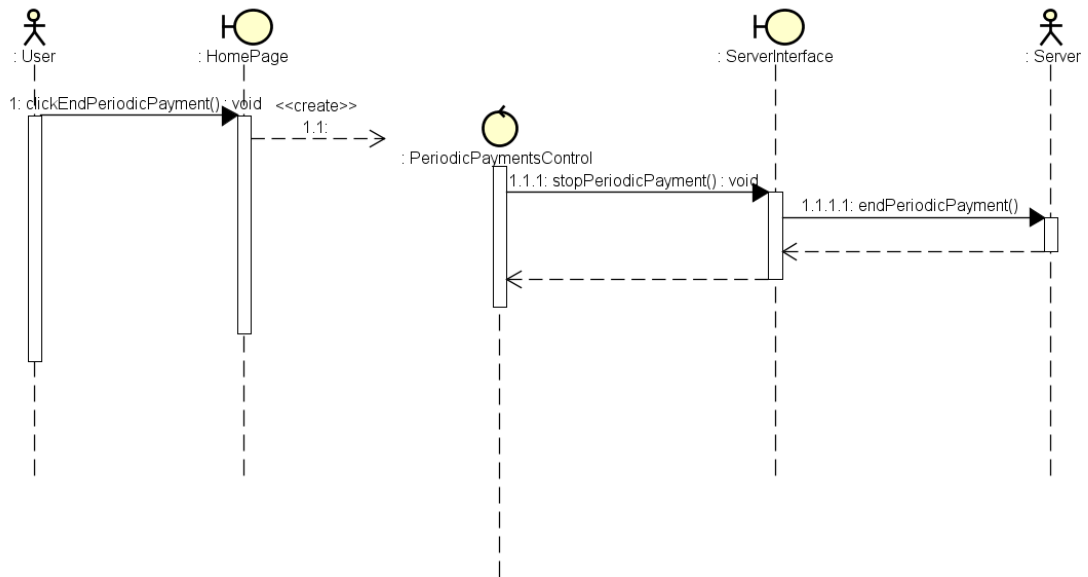 : User
: HomePage
: ServerInterface
: Server
1: clickEndPeriodicPayment() : void
<<create>>
1.1:
: PeriodicPaymentsControl
1.1.1: stopPeriodicPayment() : void
1.1.1.1: endPeriodicPayment()